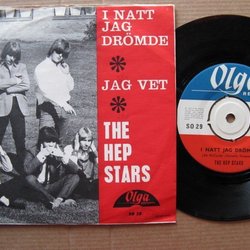 I NATT
JAG
DRÖMDE
JAG VET
THE
HEP
STARS
Olga
SO 29
Olga
SO 29
I NATT JAG DRÖMDE
THE HEP STARS